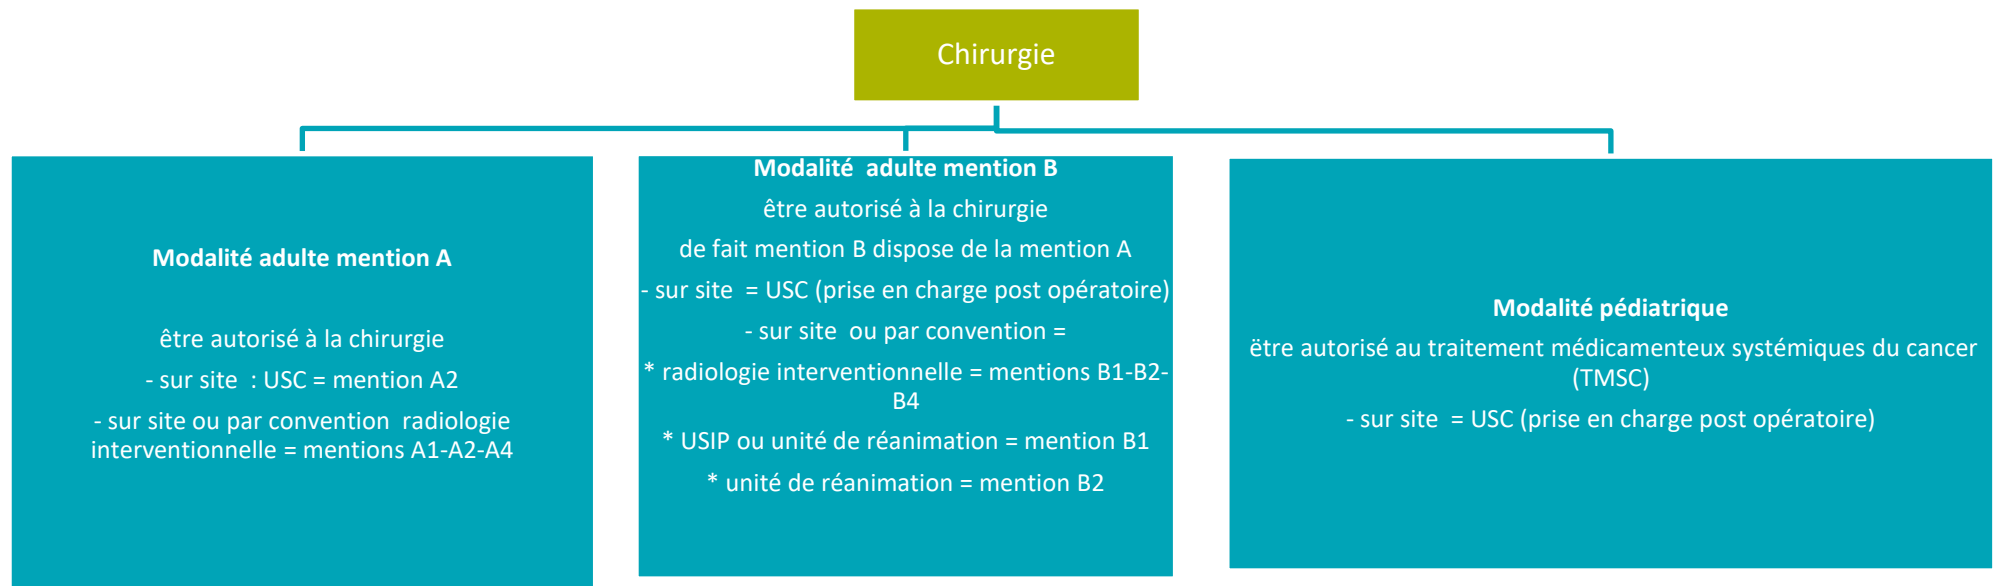 Chirurgie
Modalité adulte mention A
être autorisé à la chirurgie
- sur site : USC = mention A2
- sur site ou par convention radiologie
interventionnelle = mentions A1-A2-A4
Modalité adulte mention B
être autorisé à la chirurgie
de fait mention B dispose de la mention A
- sur site = USC (prise en charge post opératoire)
- sur site ou par convention =
* radiologie interventionnelle = mentions B1-B2-
B4
* USIP ou unité de réanimation = mention B1
* unité de réanimation = mention B2
Modalité pédiatrique
ëtre autorisé au traitement médicamenteux systémiques du cancer
(TMSC)
- sur site = USC (prise en charge post opératoire)